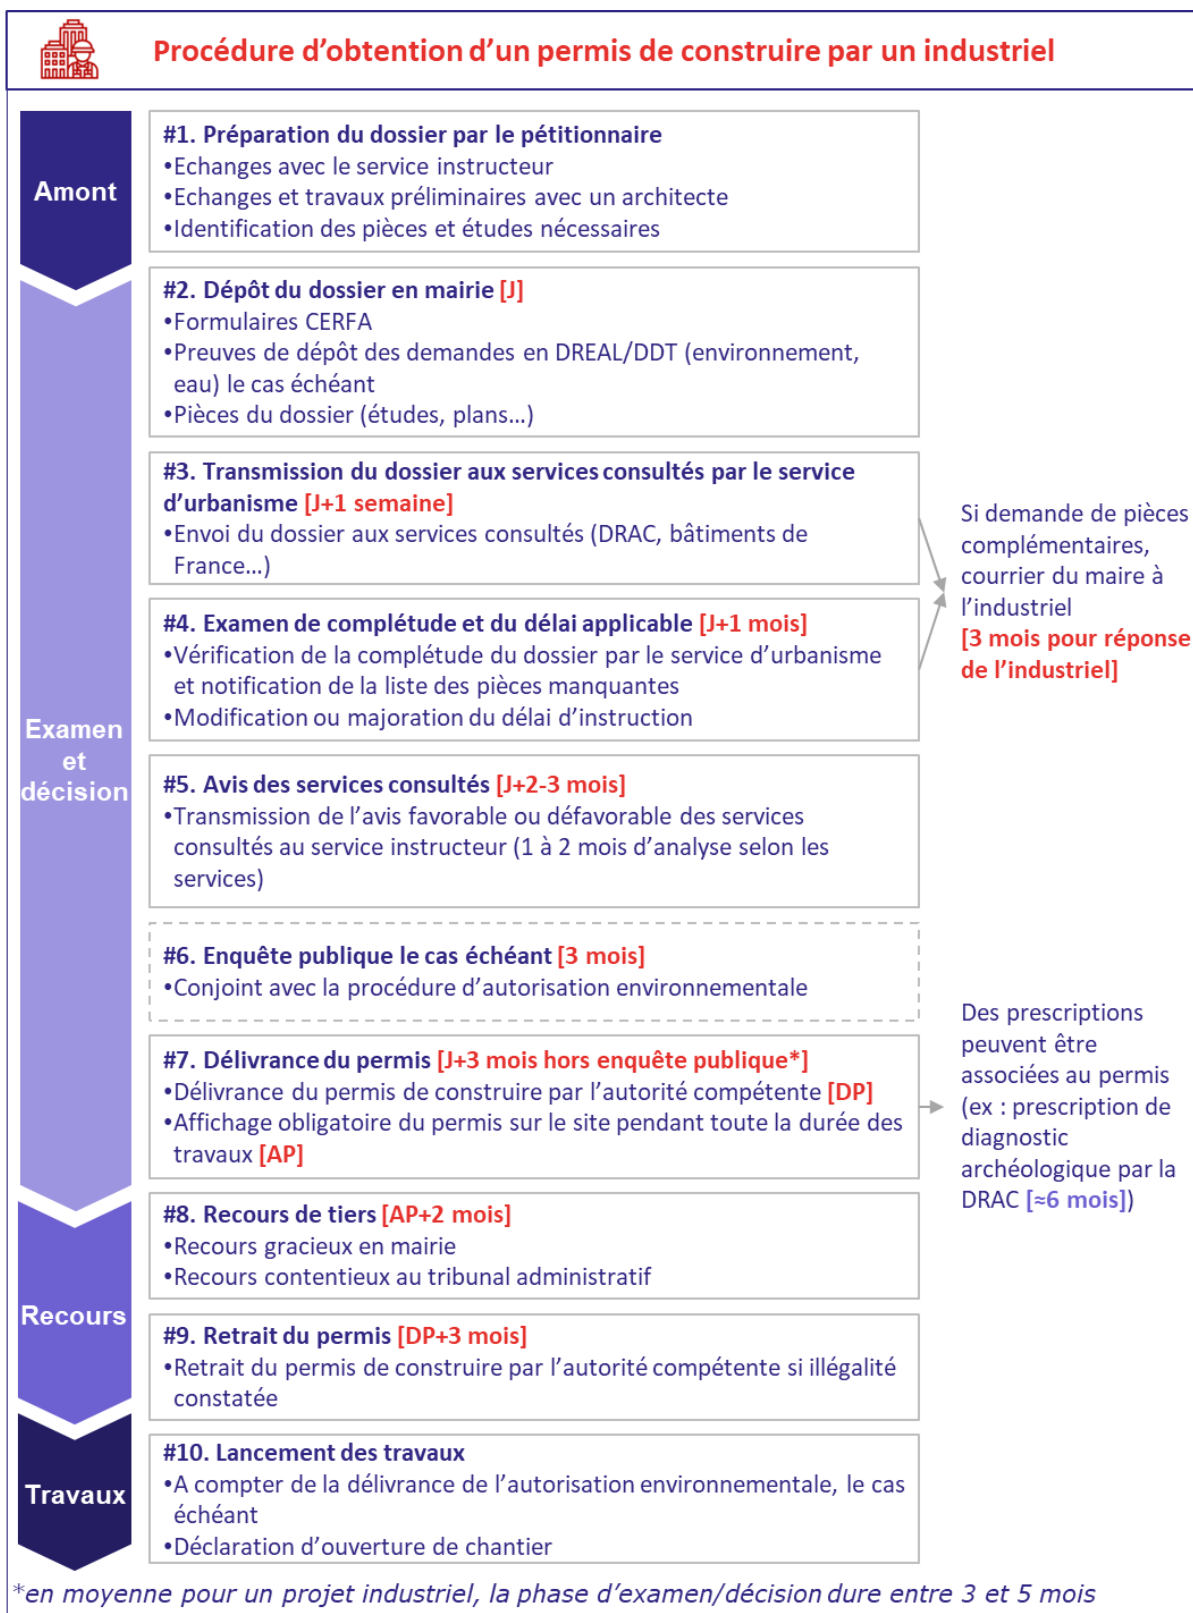 Procédure d’obtention d’un permis de construire par un industriel
Amont
#1. Préparation du dossier par le pétitionnaire
•Echanges avec le service instructeur
•Echanges et travaux préliminaires avec un architecte
•Identification des pièces et études nécessaires
Examen
et
décision
#2. Dépôt du dossier en mairie [J]
•Formulaires CERFA
•Preuves de dépôt des demandes en DREAL/DDT (environnement,
eau) le cas échéant
•Pièces du dossier (études, plans…)
#3. Transmission du dossier aux services consultés par le service
d’urbanisme [J+1 semaine]
•Envoi du dossier aux services consultés (DRAC, bâtiments de
France…)
#4. Examen de complétude et du délai applicable [J+1 mois]
•Vérification de la complétude du dossier par le service d’urbanisme
et notification de la liste des pièces manquantes
•Modification ou majoration du délai d’instruction
Si demande de pièces
complémentaires,
courrier du maire à
l’industriel
[3 mois pour réponse
de l’industriel]
#5. Avis des services consultés [J+2-3 mois]
•Transmission de l’avis favorable ou défavorable des services
consultés au service instructeur (1 à 2 mois d’analyse selon les
services)
#6. Enquête publique le cas échéant [3 mois]
•Conjoint avec la procédure d’autorisation environnementale
#7. Délivrance du permis [J+3 mois hors enquête publique*]
•Délivrance du permis de construire par l’autorité compétente [DP]
•Affichage obligatoire du permis sur le site pendant toute la durée des
travaux [AP]
Des prescriptions
peuvent être
associées au permis
(ex : prescription de
diagnostic
archéologique par la
DRAC [≈6 mois])
Recours
#8. Recours de tiers [AP+2 mois]
•Recours gracieux en mairie
•Recours contentieux au tribunal administratif
#9. Retrait du permis [DP+3 mois]
•Retrait du permis de construire par l’autorité compétente si illégalité
constatée
Travaux
#10. Lancement des travaux
•A compter de la délivrance de l’autorisation environnementale, le cas
échéant
•Déclaration d’ouverture de chantier
*en moyenne pour un projet industriel, la phase d’examen/décision dure entre 3 et 5 mois